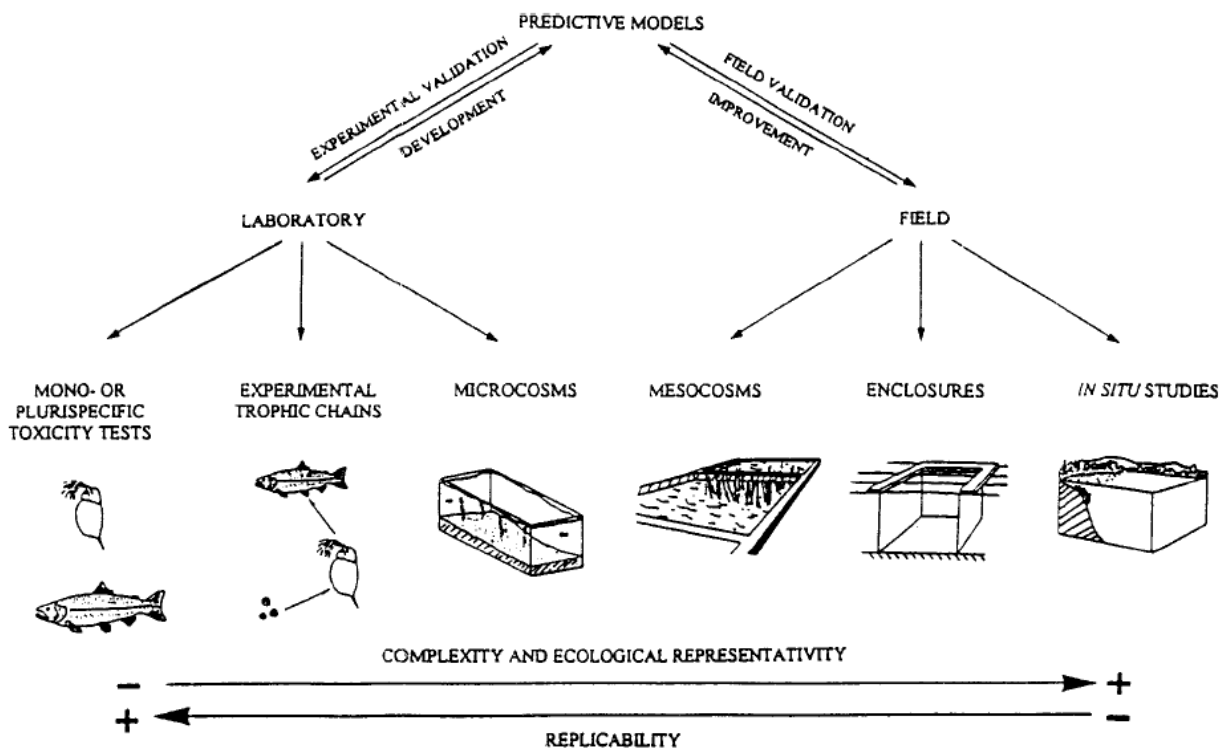 PREDICTIVE MODELS
EXPERIMENTAL VALIDATION
DEVELOPMENT
FIELD VALIDATION
IMPROVEMENT
LABORATORY
FIELD
MONO- OR
PLURISPECIFIC
TOXICITY TESTS
EXPERIMENTAL
TROPHIC CHAINS
MICROCOSMS
MESOCOSMS
ENCLOSURES
IN SITU STUDIES
COMPLEXITY AND ECOLOGICAL REPRESENTATIVITY
− +
+ −
REPLICABILITY